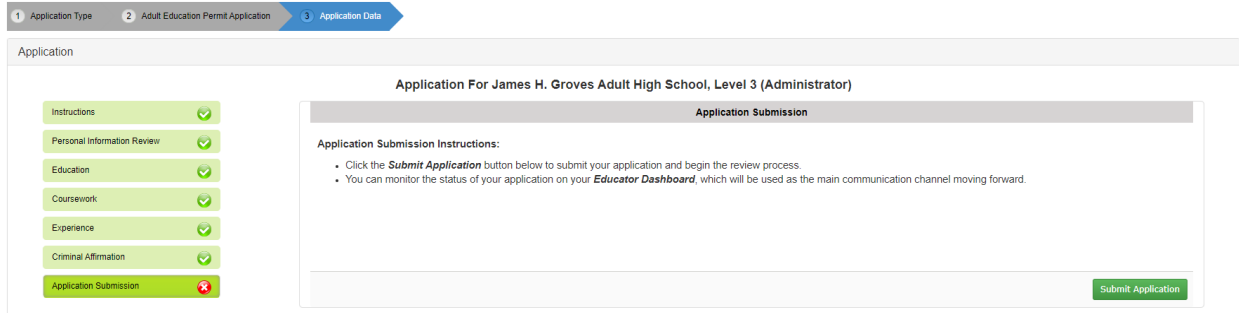 1 Application Type 2 Adult Education Permit Application 3 Application Data
Application
Application For James H. Groves Adult High School, Level 3 (Administrator)
Instructions
Personal Information Review
Education
Coursework
Experience
Criminal Affirmation
Application Submission
Application Submission
Application Submission Instructions:
• Click the Submit Application button below to submit your application and begin the review process.
• You can monitor the status of your application on your Educator Dashboard, which will be used as the main communication channel moving forward.
Submit Application